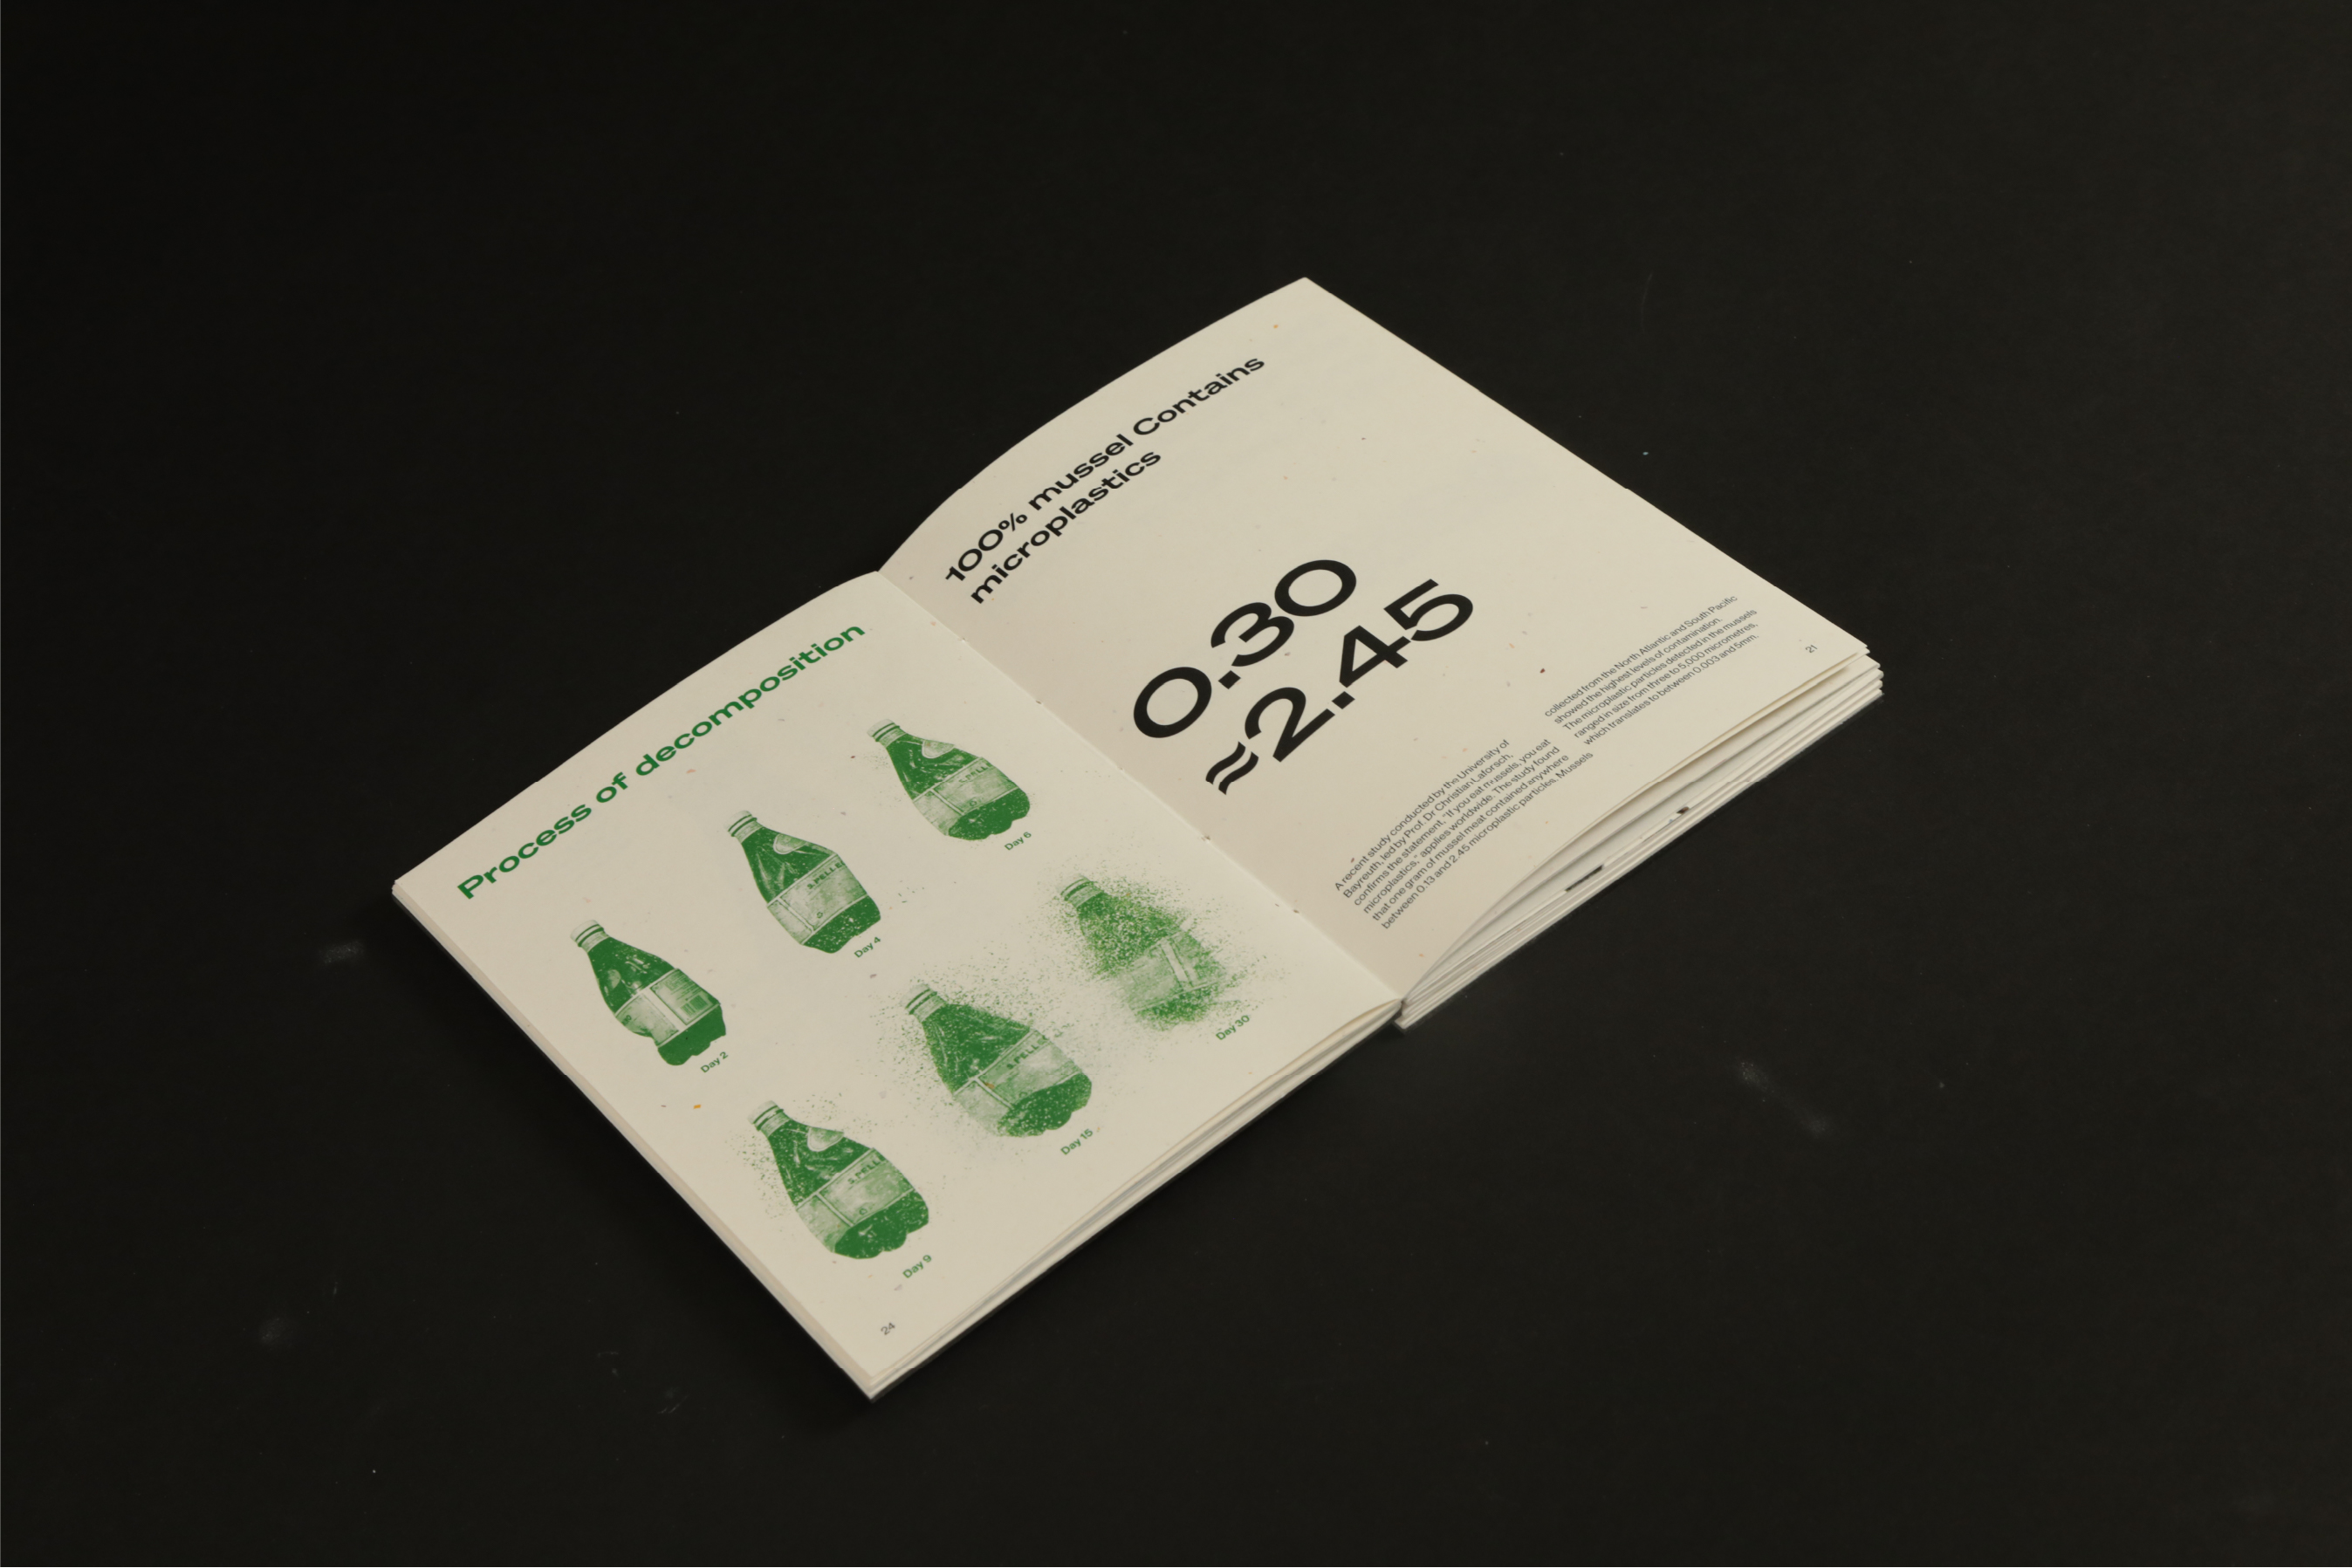 Process of decomposition
S.PELLE
Day 2
S.PELLE
Day 4
S.PELL
Day 6
S.PELL
Day 9
S.PELLE
Day 15
Day 30
24
100% mussel Contains
microplastics
0.30
≈2.45
A recent study conducted by the University of
Bayreuth, led by Prof. Dr Christian Laforsch,
confirms the statement, "If you eat mussels, you eat
microplastics." applies worldwide. The study found
that one gram of mussel meat contained anywhere
between 0.13 and 2.45 microplastic particles. Mussels
collected from the North Atlantic and South Pacific
showed the highest levels of contamination.
The microplastic particles detected in the mussels
ranged in size from three to 5,000 micrometres,
which translates to between 0.003 and 5mm.
21